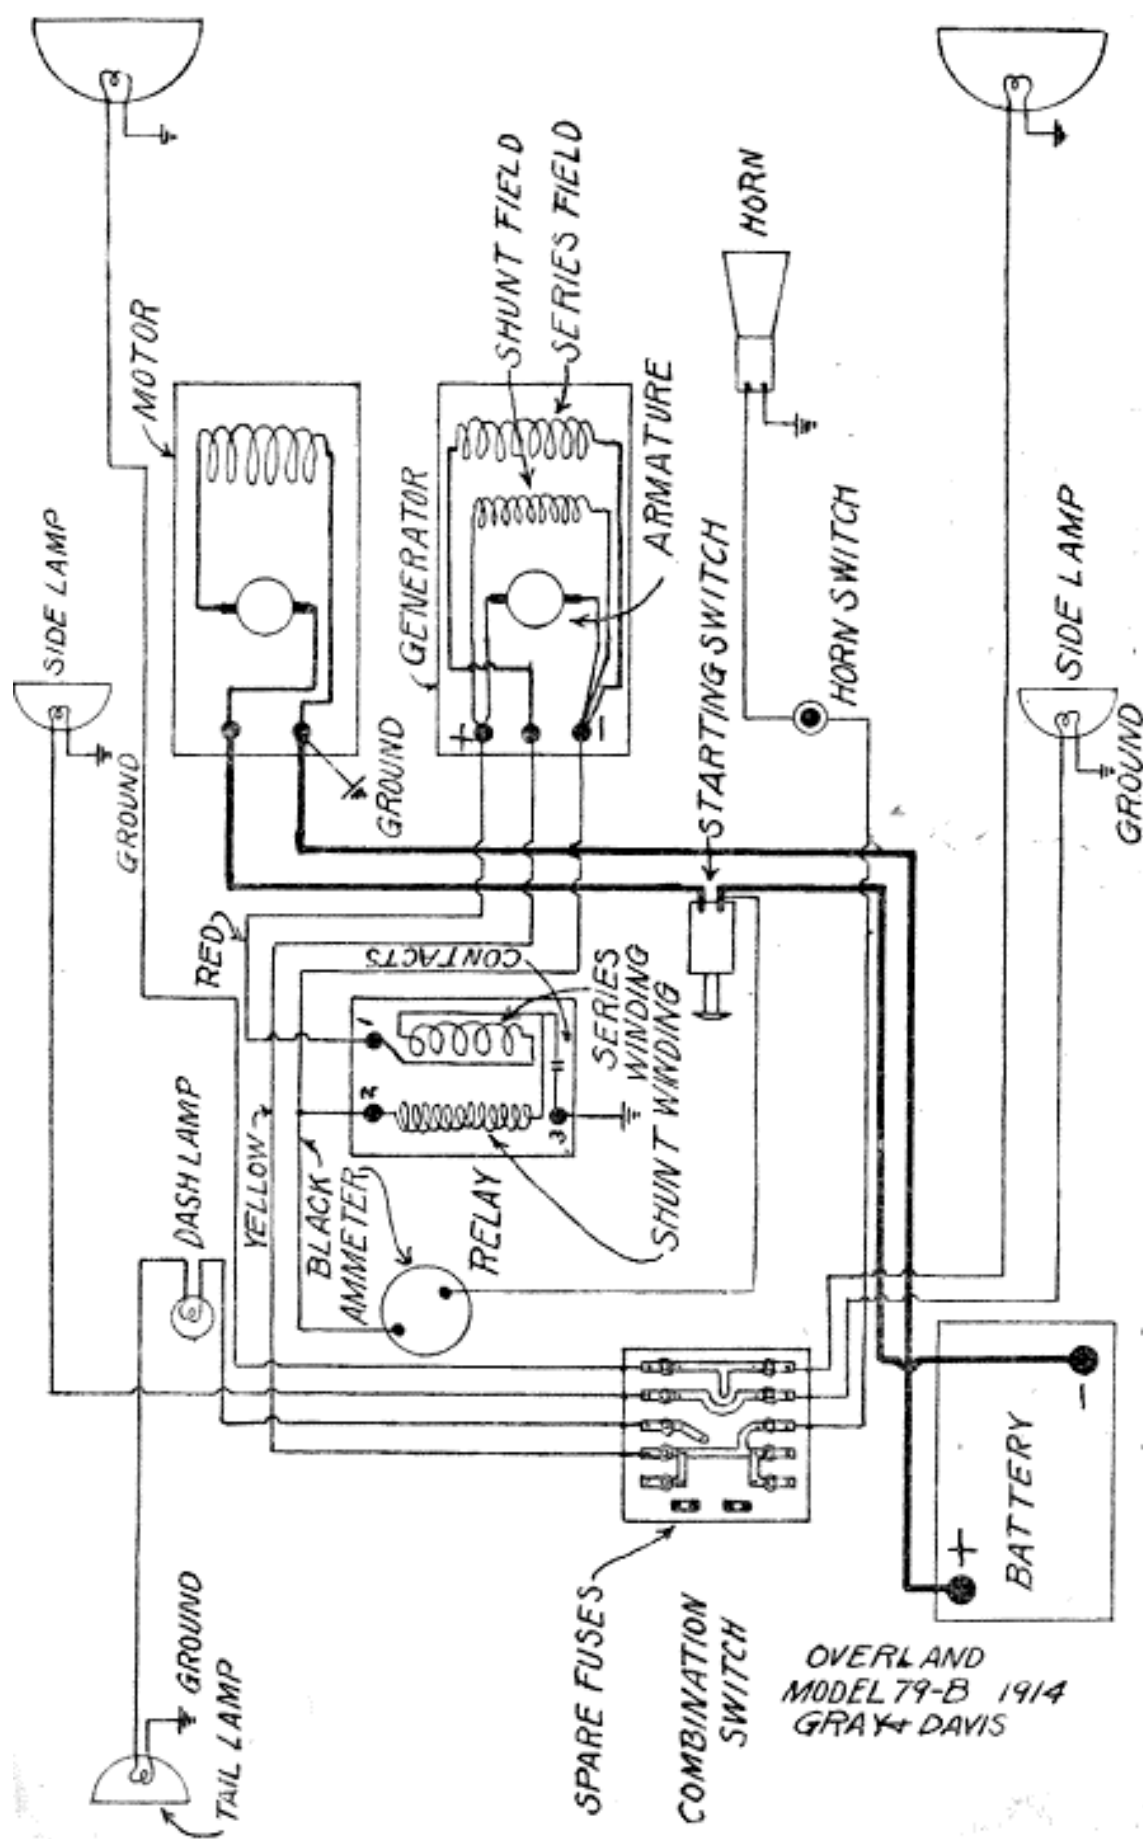 HORN
SHUNT FIELD
SERIES FIELD
MOTOR
ARMATURE
GENERATOR
SIDE LAMP
GROUND
+
−
GROUND
STARTING SWITCH
HORN SWITCH
SIDE LAMP
GROUND
RED
CONTACTS
1
2
3
SERIES
WINDING
SHUNT WINDING
DASH LAMP
YELLOW
BLACK
AMMETER
RELAY
GROUND
TAIL LAMP
SPARE FUSES
COMBINATION
SWITCH
−
+
BATTERY
OVERLAND
MODEL 79-B 1914
GRAY & DAVIS